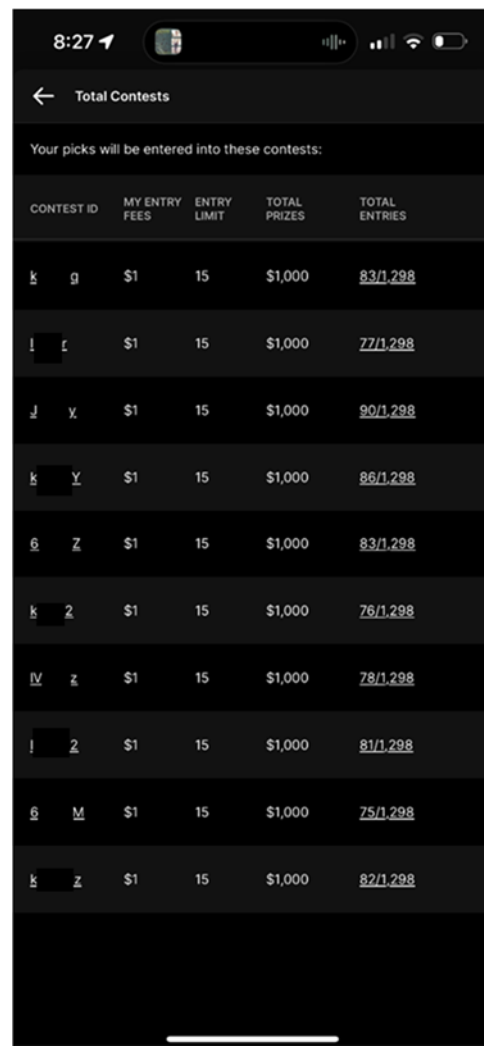 8:27
Total Contests
Your picks will be entered into these contests:
CONTEST ID MY ENTRY FEES ENTRY LIMIT TOTAL PRIZES TOTAL ENTRIES
k g $1 15 $1,000 83/1,298
l r $1 15 $1,000 77/1,298
J y $1 15 $1,000 90/1,298
k Y $1 15 $1,000 86/1,298
6 Z $1 15 $1,000 83/1,298
k 2 $1 15 $1,000 76/1,298
IV z $1 15 $1,000 78/1,298
l 2 $1 15 $1,000 81/1,298
6 M $1 15 $1,000 75/1,298
k z $1 15 $1,000 82/1,298